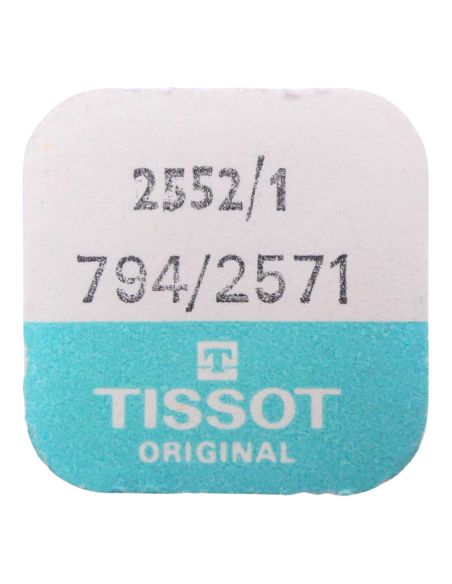 2552/1
794/2571
T
TISSOT
ORIGINAL